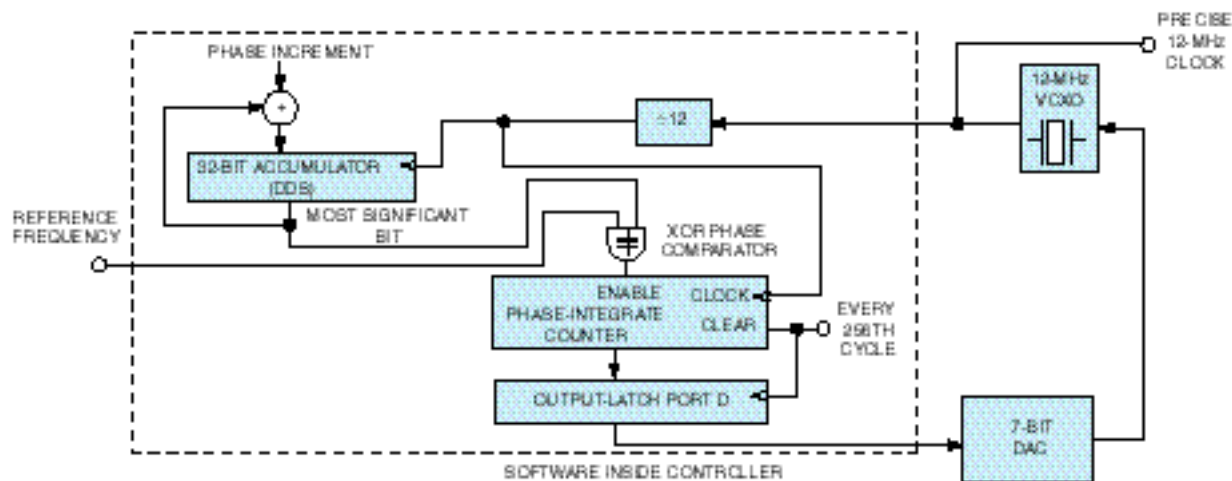 PRECISE
12-MHz
CLOCK
PHASE INCREMENT
+
÷12
12-MHz
VCXO
32-BIT ACCUMULATOR
(DDS)
REFERENCE
FREQUENCY
MOST SIGNIFICANT
BIT
XOR PHASE
COMPARATOR
ENABLE
CLOCK
PHASE-INTEGRATE
COUNTER
CLEAR
EVERY
256TH
CYCLE
OUTPUT-LATCH PORT D
7-BIT
DAC
SOFTWARE INSIDE CONTROLLER